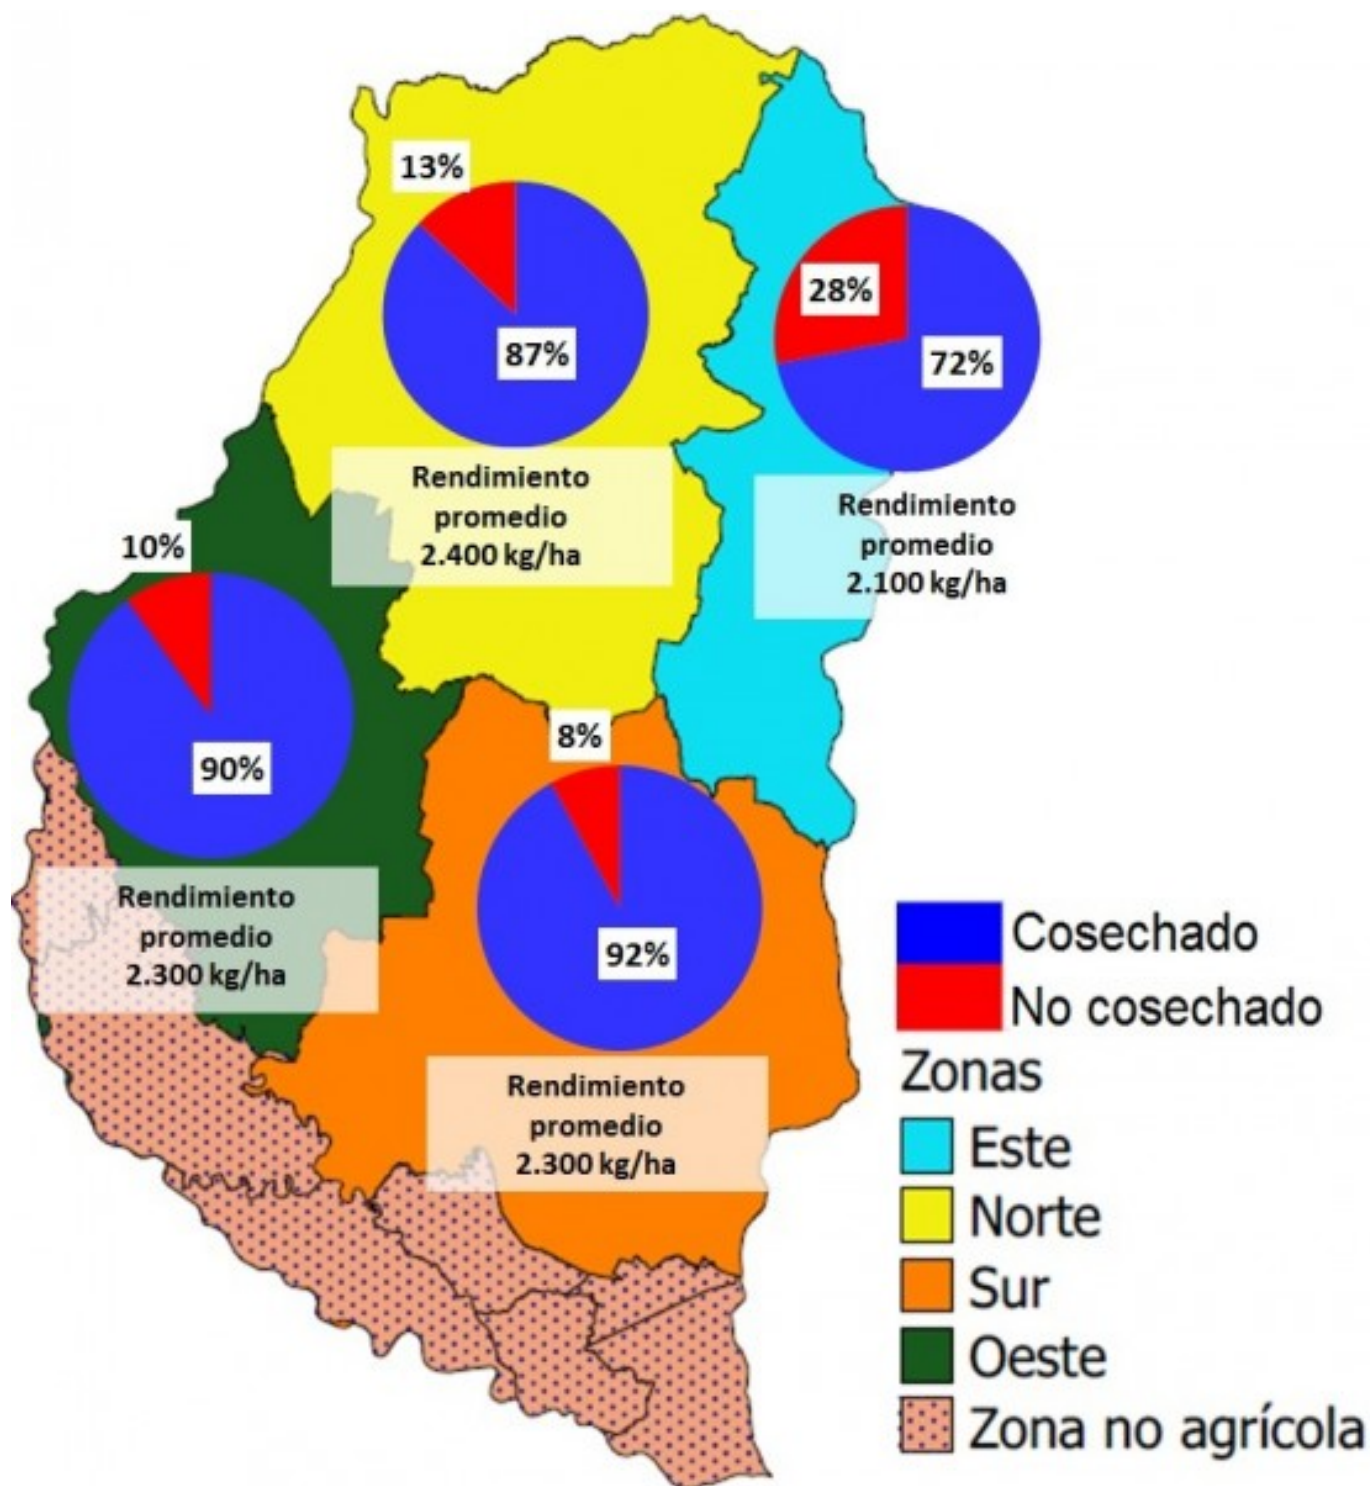 13%
87%
28%
72%
Rendimiento
promedio
2.400 kg/ha
Rendimiento
promedio
2.100 kg/ha
10%
90%
8%
92%
Rendimiento
promedio
2.300 kg/ha
Rendimiento
promedio
2.300 kg/ha
Cosechado
No cosechado
Zonas
Este
Norte
Sur
Oeste
Zona no agrícola